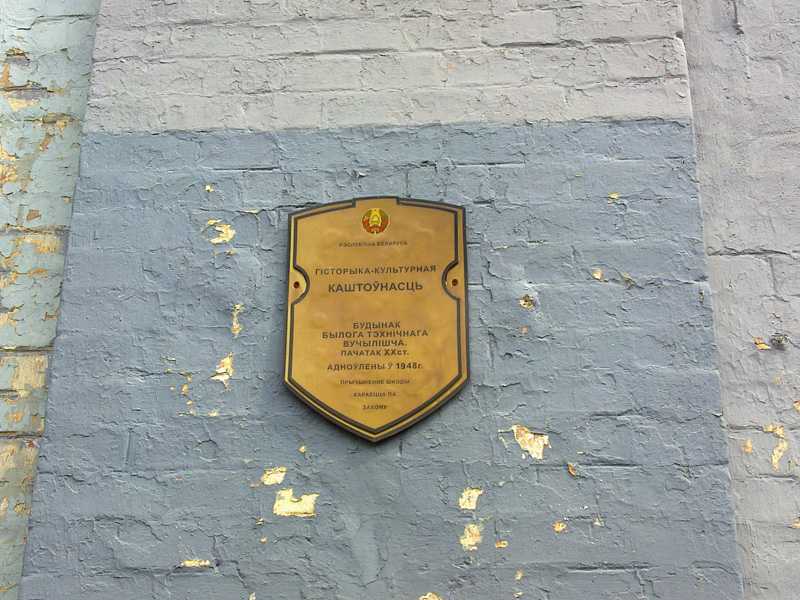 РЭСПУБЛІКА БЕЛАРУСЬ
ГІСТОРЫКА-КУЛЬТУРНАЯ
КАШТОЎНАСЦЬ
БУДЫНАК
БЫЛОГА ТЭХНІЧНАГА
ВУЧЫЛІШЧА.
ПАЧАТАК XXст.
АДНОЎЛЕНЫ Ў 1948г.
ПРЫЧЫНЕННЕ ШКОДЫ
КАРАЕЦЦА ПА
ЗАКОНУ